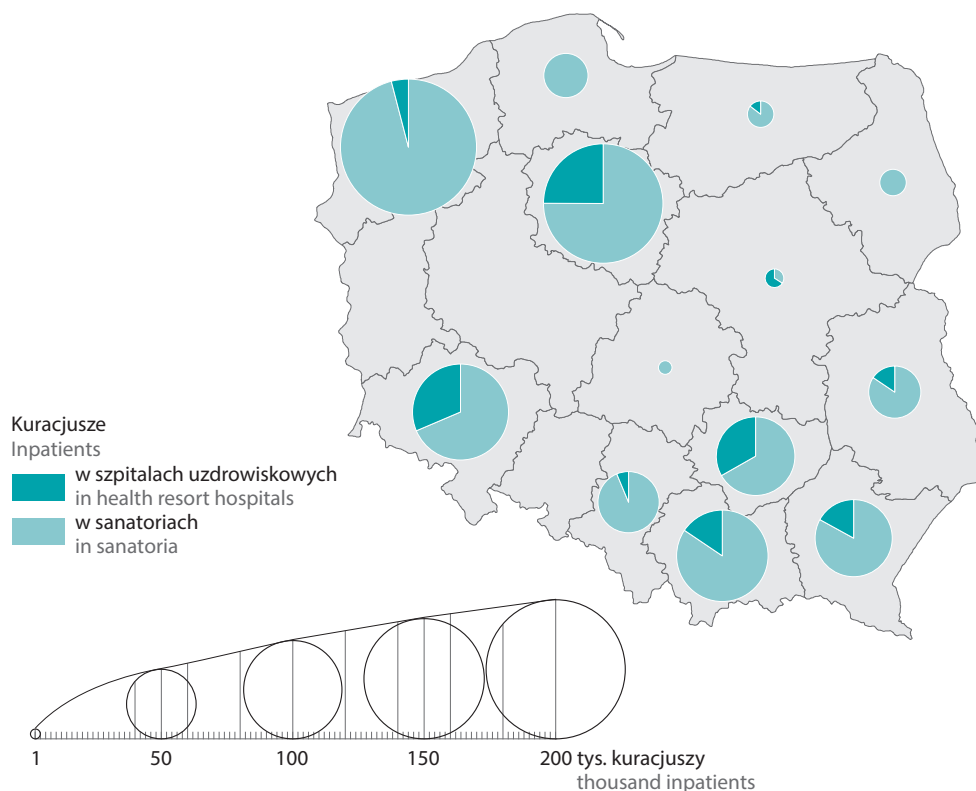 Kuracjusze
Inpatients
w szpitalach uzdrowiskowych
in health resort hospitals
w sanatoriach
in sanatoria
1 50 100 150 200 tys. kuracjuszy
thousand inpatients